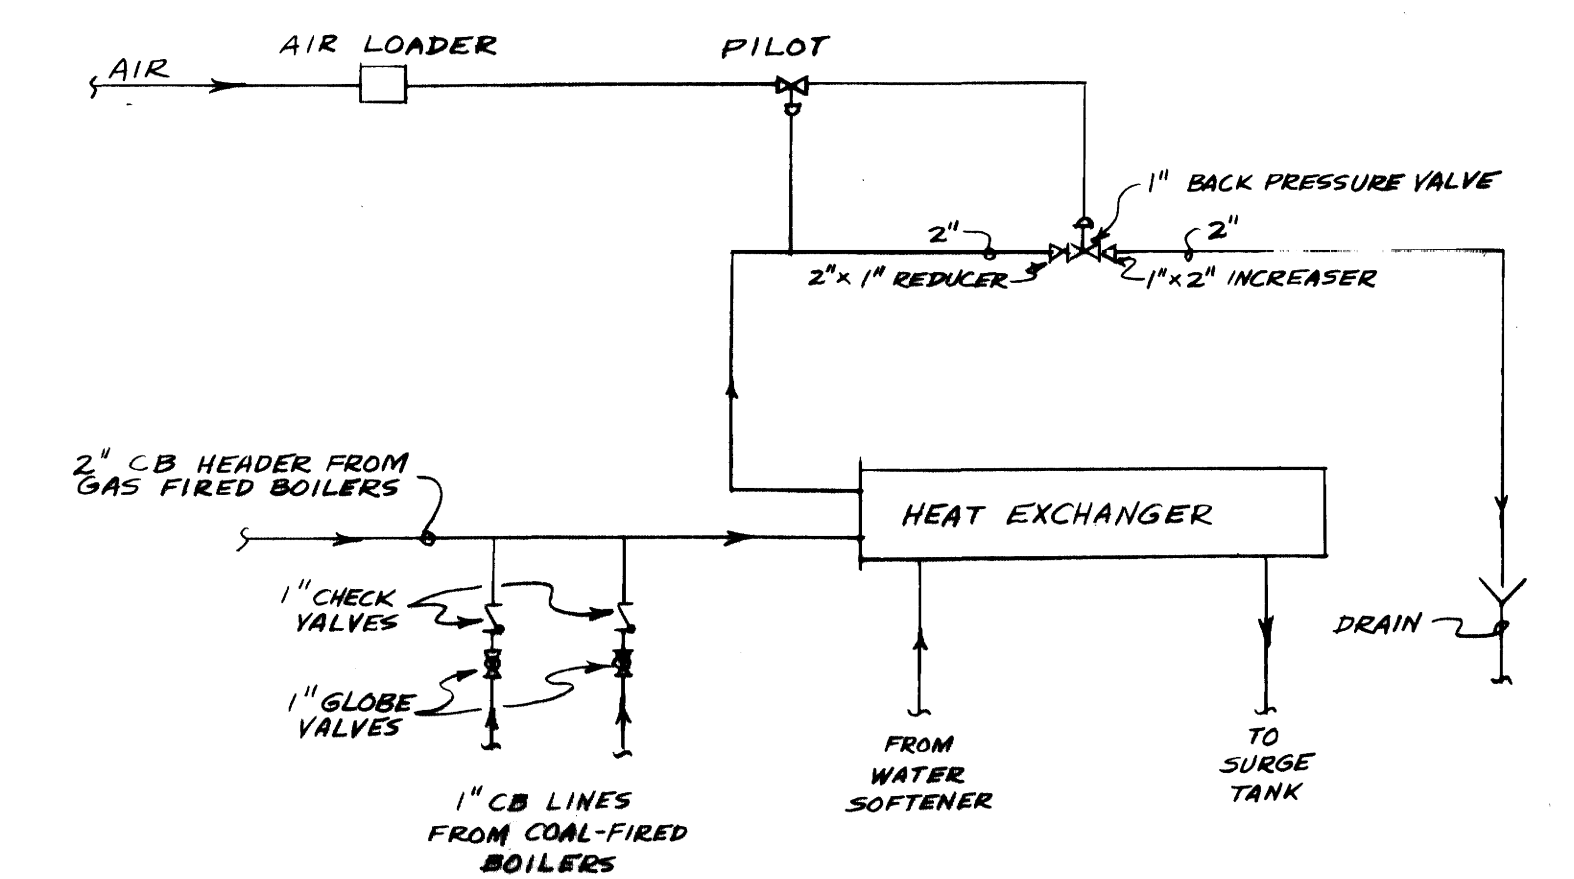 AIR LOADER
PILOT
AIR
1" BACK PRESSURE VALVE
2"
2"
2"x 1" REDUCER
1"x 2" INCREASER
2" CB HEADER FROM
GAS FIRED BOILERS
HEAT EXCHANGER
1" CHECK
VALVES
DRAIN
1" GLOBE
VALVES
FROM
WATER
SOFTENER
TO
SURGE
TANK
1" CB LINES
FROM COAL-FIRED
BOILERS